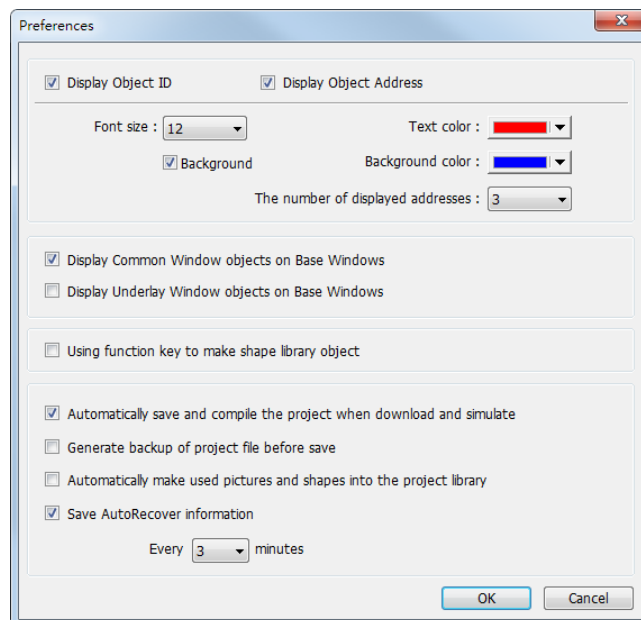 Preferences
Display Object ID
Display Object Address
Font size : 12
Text color :
Background
Background color :
The number of displayed addresses : 3
Display Common Window objects on Base Windows
Display Underlay Window objects on Base Windows
Using function key to make shape library object
Automatically save and compile the project when download and simulate
Generate backup of project file before save
Automatically make used pictures and shapes into the project library
Save AutoRecover information
Every 3 minutes
OK Cancel